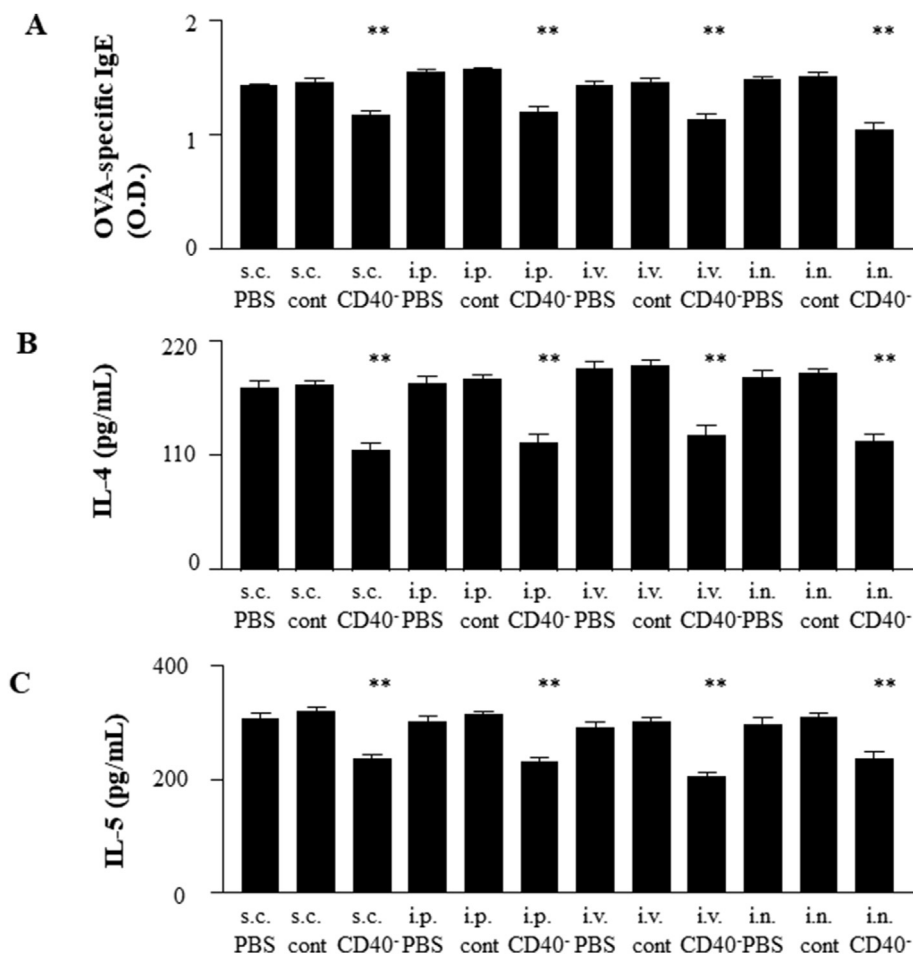 A
OVA-specific IgE
(O.D.)
2
1
0
** ** ** **
s.c. s.c. s.c. i.p. i.p. i.p. i.v. i.v. i.v. i.n. i.n. i.n.
PBS cont CD40⁻ PBS cont CD40⁻ PBS cont CD40⁻ PBS cont CD40⁻
B
IL-4 (pg/mL)
220
110
0
** ** ** **
s.c. s.c. s.c. i.p. i.p. i.p. i.v. i.v. i.v. i.n. i.n. i.n.
PBS cont CD40⁻ PBS cont CD40⁻ PBS cont CD40⁻ PBS cont CD40⁻
C
IL-5 (pg/mL)
400
200
0
** ** ** **
s.c. s.c. s.c. i.p. i.p. i.p. i.v. i.v. i.v. i.n. i.n. i.n.
PBS cont CD40⁻ PBS cont CD40⁻ PBS cont CD40⁻ PBS cont CD40⁻